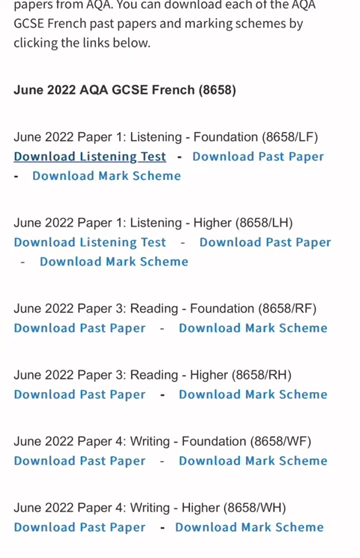 papers from AQA. You can download each of the AQA
GCSE French past papers and marking schemes by
clicking the links below.
June 2022 AQA GCSE French (8658)
June 2022 Paper 1: Listening - Foundation (8658/LF)
Download Listening Test - Download Past Paper
- Download Mark Scheme
June 2022 Paper 1: Listening - Higher (8658/LH)
Download Listening Test - Download Past Paper
- Download Mark Scheme
June 2022 Paper 3: Reading - Foundation (8658/RF)
Download Past Paper - Download Mark Scheme
June 2022 Paper 3: Reading - Higher (8658/RH)
Download Past Paper - Download Mark Scheme
June 2022 Paper 4: Writing - Foundation (8658/WF)
Download Past Paper - Download Mark Scheme
June 2022 Paper 4: Writing - Higher (8658/WH)
Download Past Paper - Download Mark Scheme